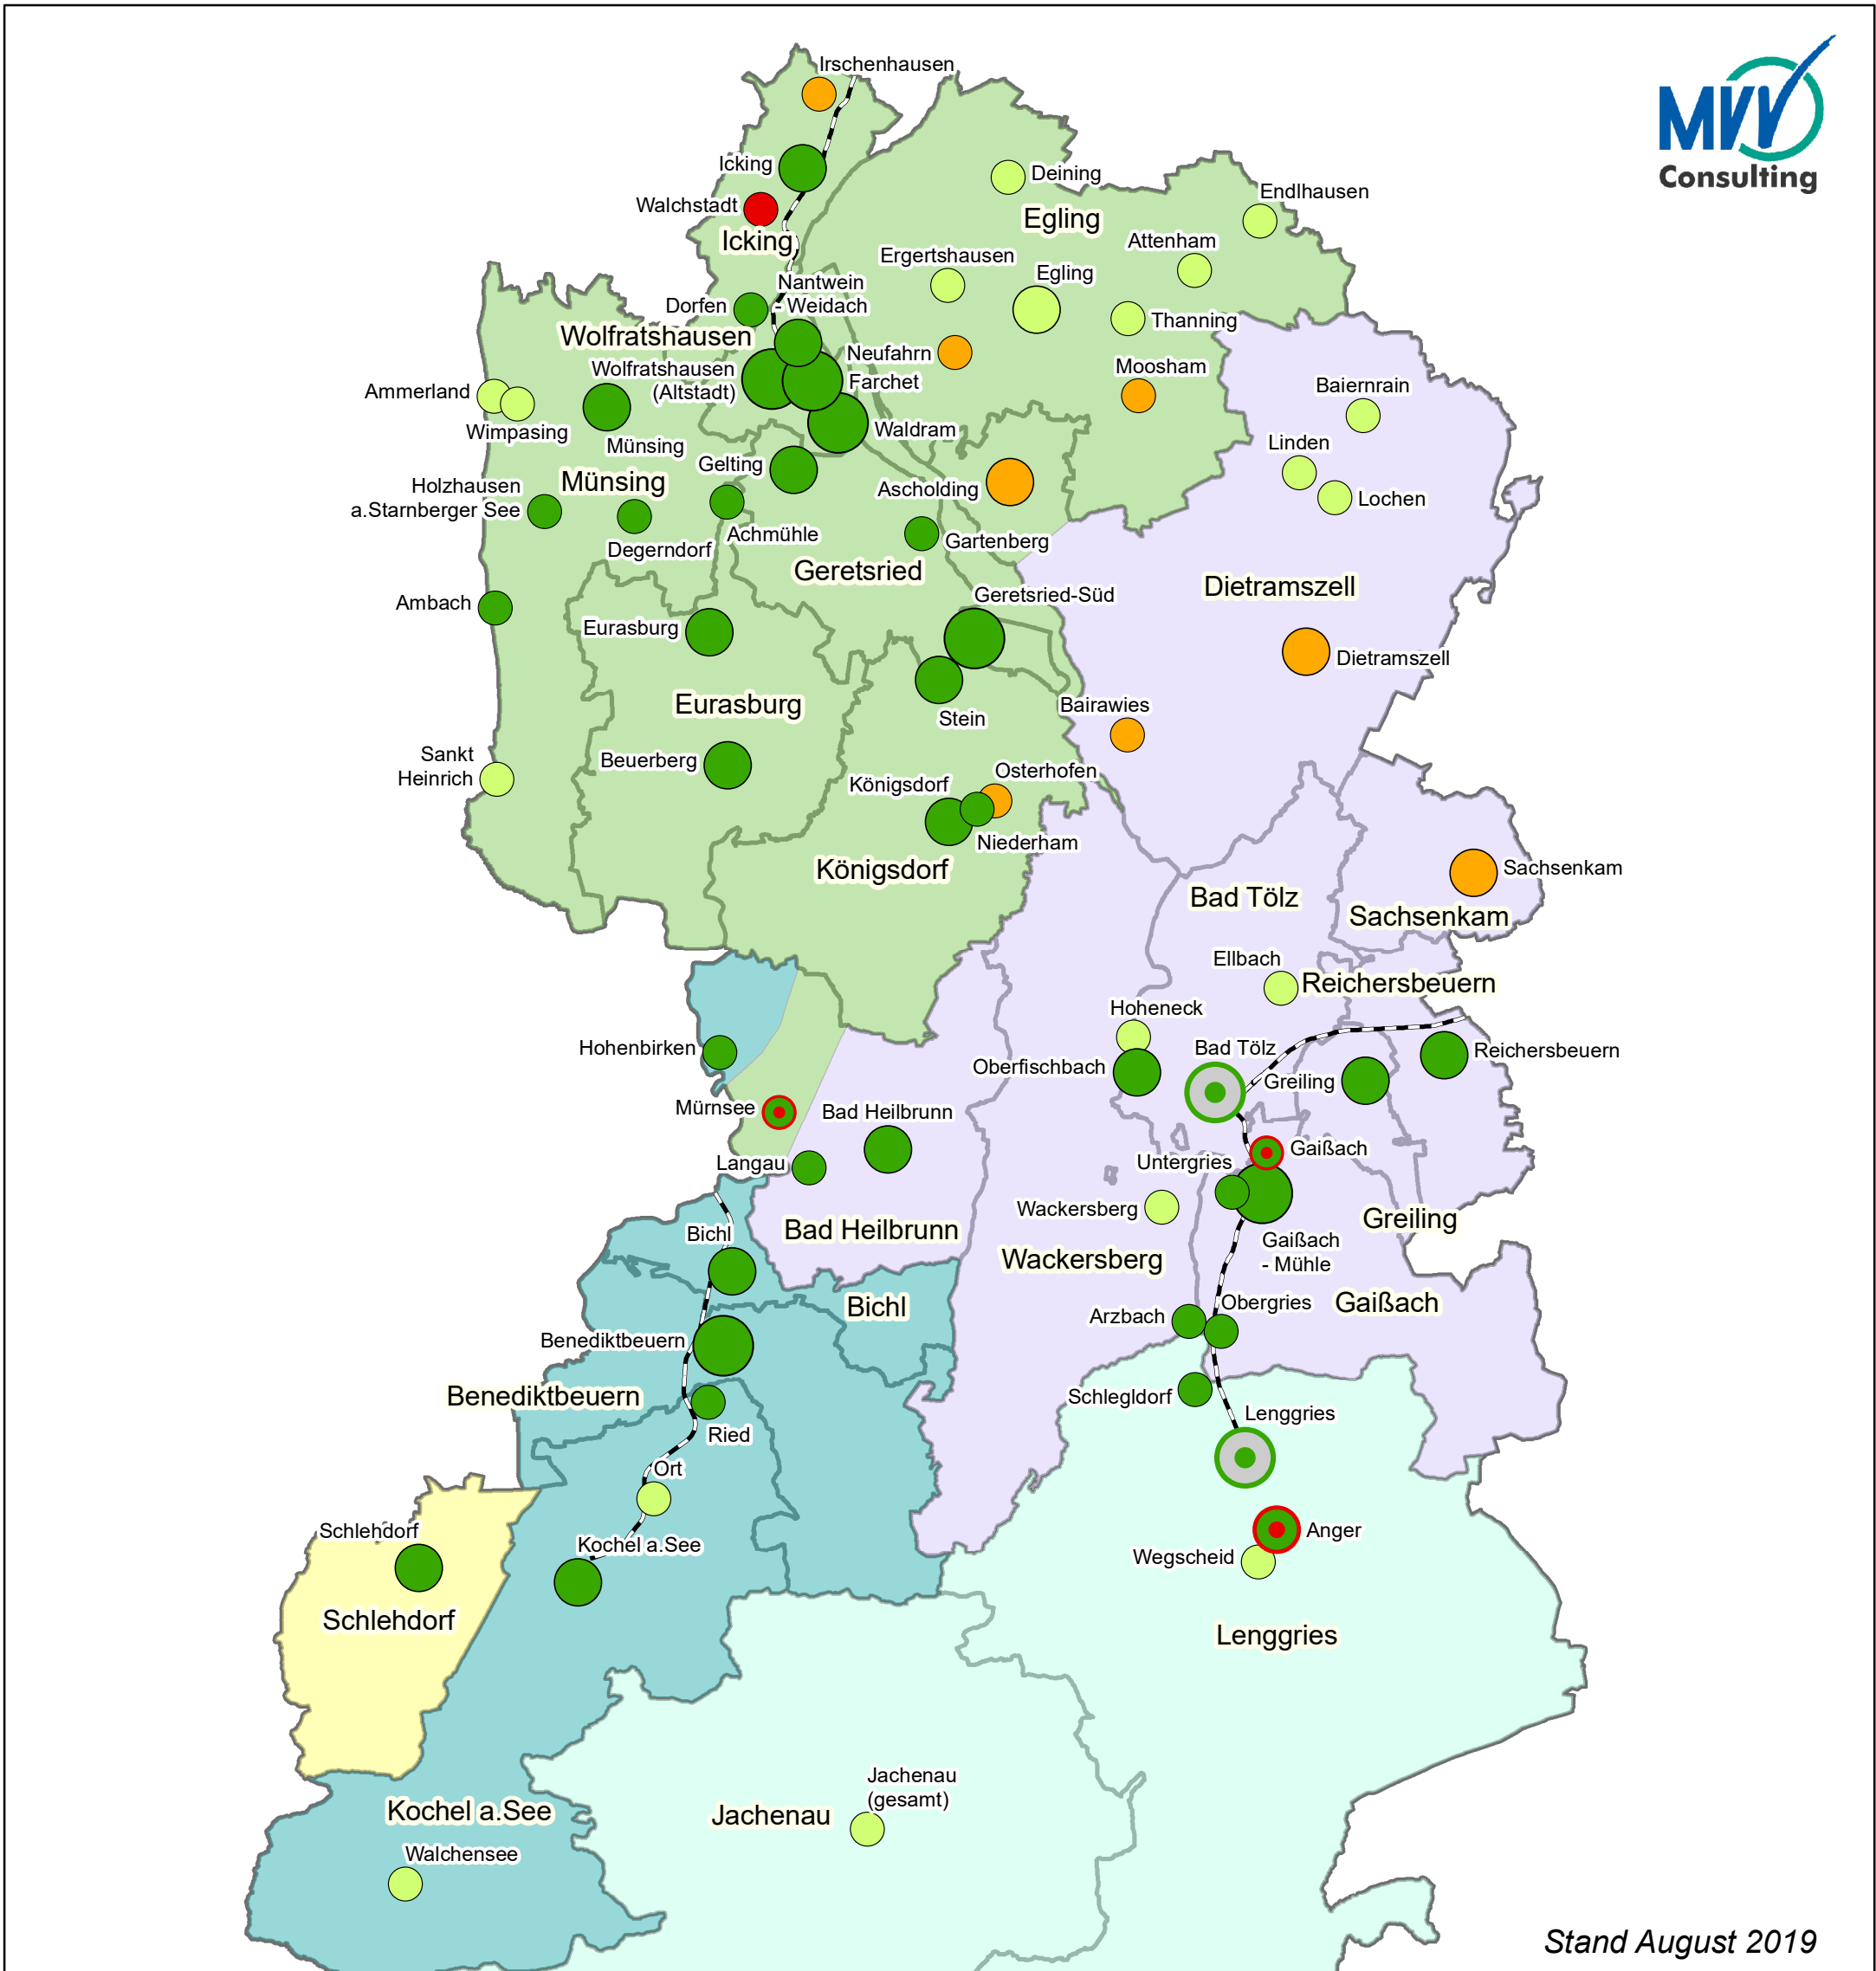 Irschenhausen
MVV
Consulting
Icking
Deining
Walchstadt
Endlhausen
Egling
Icking
Attenham
Ergertshausen
Egling
Nantwein
- Weidach
Dorfen
Thanning
Wolfratshausen
Neufahrn
Wolfratshausen
(Altstadt)
Farchet
Moosham
Ammerland
Baiernrain
Wimpasing
Waldram
Münsing
Linden
Gelting
Münsing
Holzhausen
a.Starnberger See
Ascholding
Lochen
Achmühle
Gartenberg
Degerndorf
Geretsried
Dietramszell
Geretsried-Süd
Ambach
Eurasburg
Dietramszell
Eurasburg
Bairawies
Stein
Sankt
Heinrich
Beuerberg
Osterhofen
Königsdorf
Niederham
Königsdorf
Sachsenkam
Bad Tölz
Sachsenkam
Ellbach
Reichersbeuern
Hoheneck
Hohenbirken
Bad Tölz
Reichersbeuern
Oberfischbach
Greiling
Mürnsee
Bad Heilbrunn
Gaißach
Langau
Untergries
Wackersberg
Greiling
Bad Heilbrunn
Bichl
Gaißach
- Mühle
Wackersberg
Bichl
Obergries
Gaißach
Arzbach
Benediktbeuern
Benediktbeuern
Schlegldorf
Lenggries
Ried
Ort
Schlehdorf
Anger
Kochel a.See
Wegscheid
Schlehdorf
Lenggries
Jachenau
(gesamt)
Kochel a.See
Jachenau
Walchensee
Stand August 2019